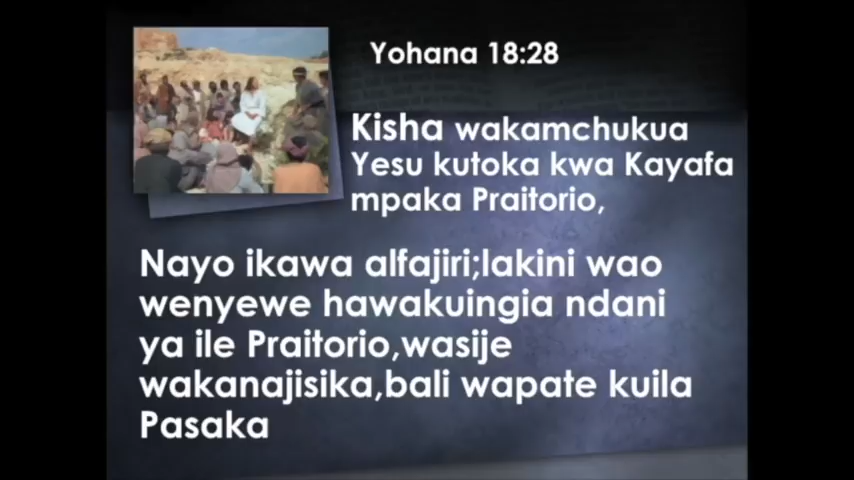 Yohana 18:28
Kisha wakamchukua
Yesu kutoka kwa Kayafa
mpaka Praitorio,
Nayo ikawa alfajiri;lakini wao
wenyewe hawakuingia ndani
ya ile Praitorio,wasije
wakanajisika,bali wapate kuila
Pasaka